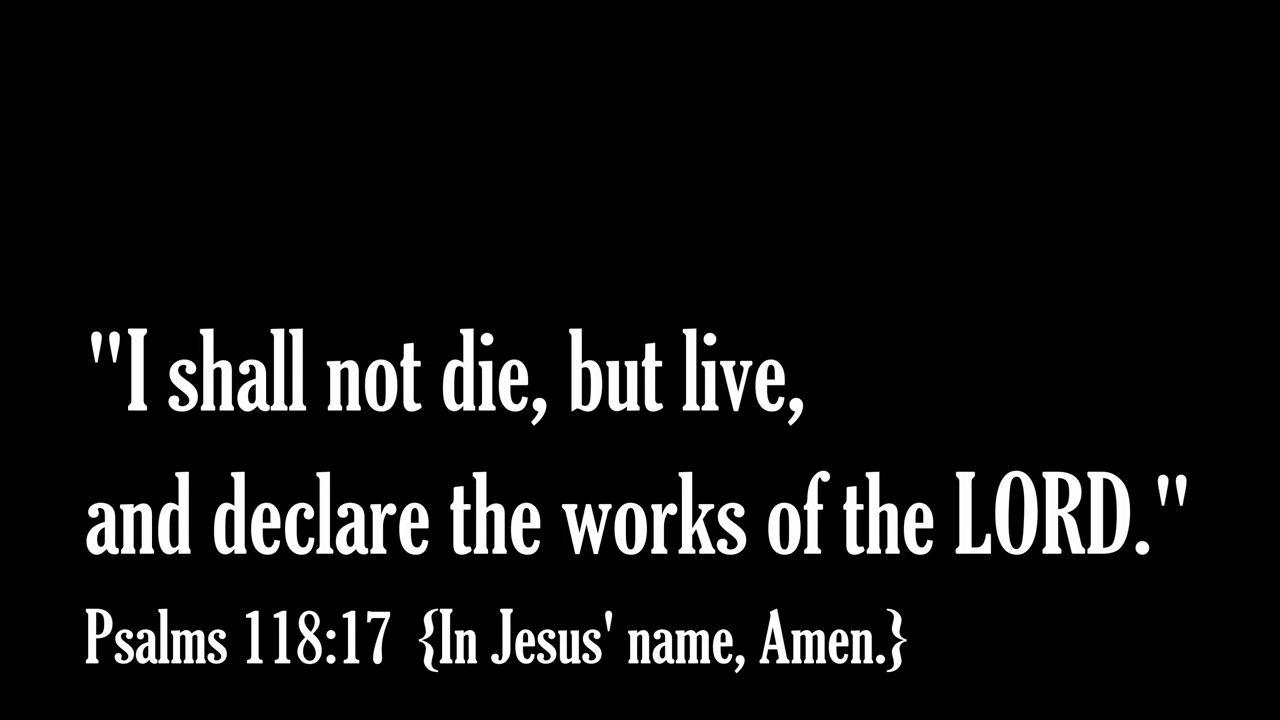 "I shall not die, but live,
and declare the works of the LORD."
Psalms 118:17 {In Jesus' name, Amen.}